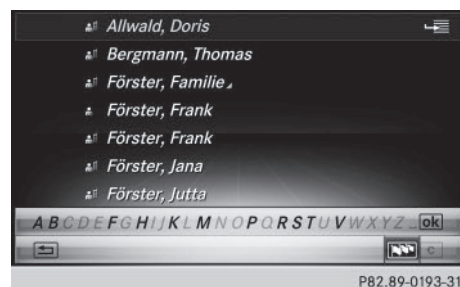 Allwald, Doris
Bergmann, Thomas
Förster, Familie
Förster, Frank
Förster, Frank
Förster, Jana
Förster, Jutta
ABCDEFGHIJKLMNOPQRSTUVWXYZ_ ok
c
P82.89-0193-31